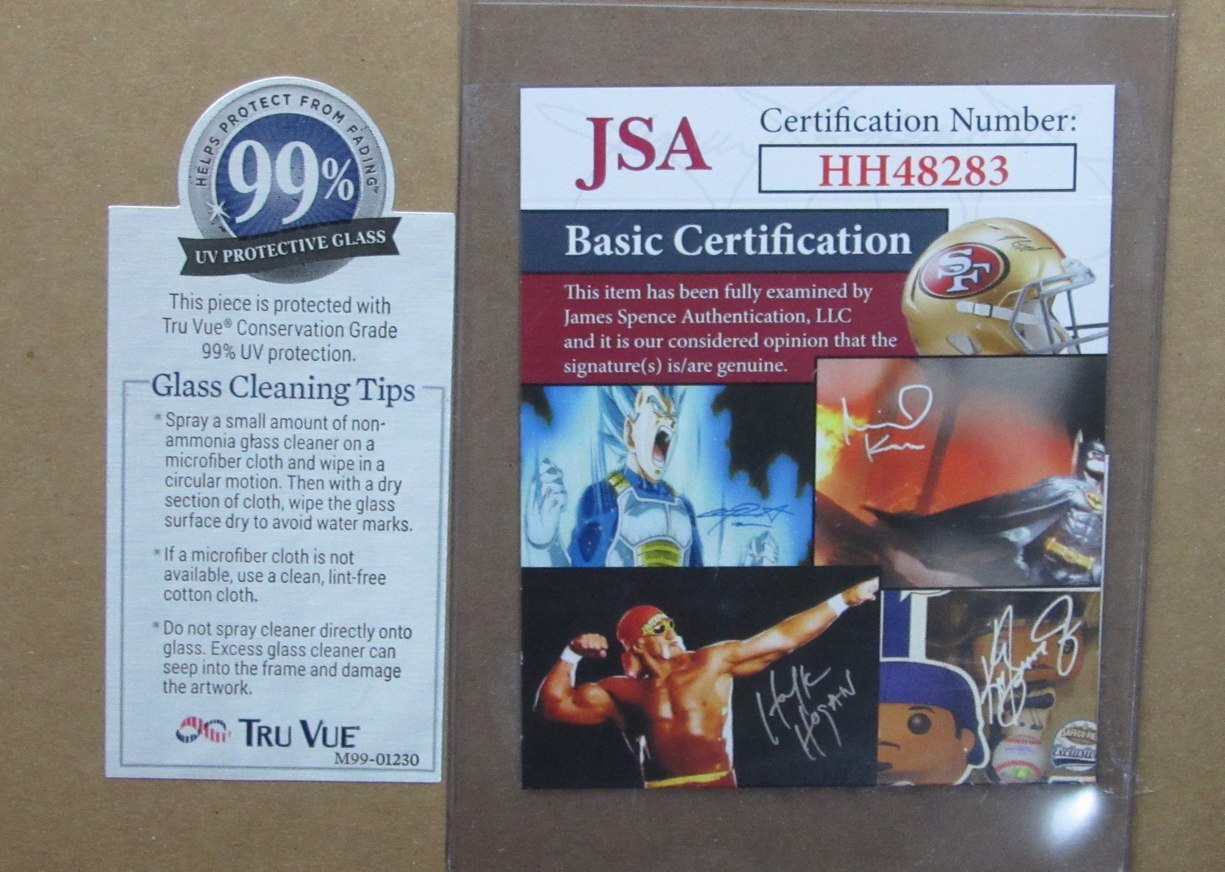 HELPS PROTECT FROM FADING
99%
UV PROTECTIVE GLASS
This piece is protected with
Tru Vue® Conservation Grade
99% UV protection.
Glass Cleaning Tips
* Spray a small amount of non-
ammonia glass cleaner on a
microfiber cloth and wipe in a
circular motion. Then with a dry
section of cloth, wipe the glass
surface dry to avoid water marks.
* If a microfiber cloth is not
available, use a clean, lint-free
cotton cloth.
* Do not spray cleaner directly onto
glass. Excess glass cleaner can
seep into the frame and damage
the artwork.
TRU VUE®
M99-01230
JSA
Certification Number:
HH48283
Basic Certification
SF
This item has been fully examined by
James Spence Authentication, LLC
and it is our considered opinion that the
signature(s) is/are genuine.
Hulk
Hogan
SAFECO FIELD
Exclusive